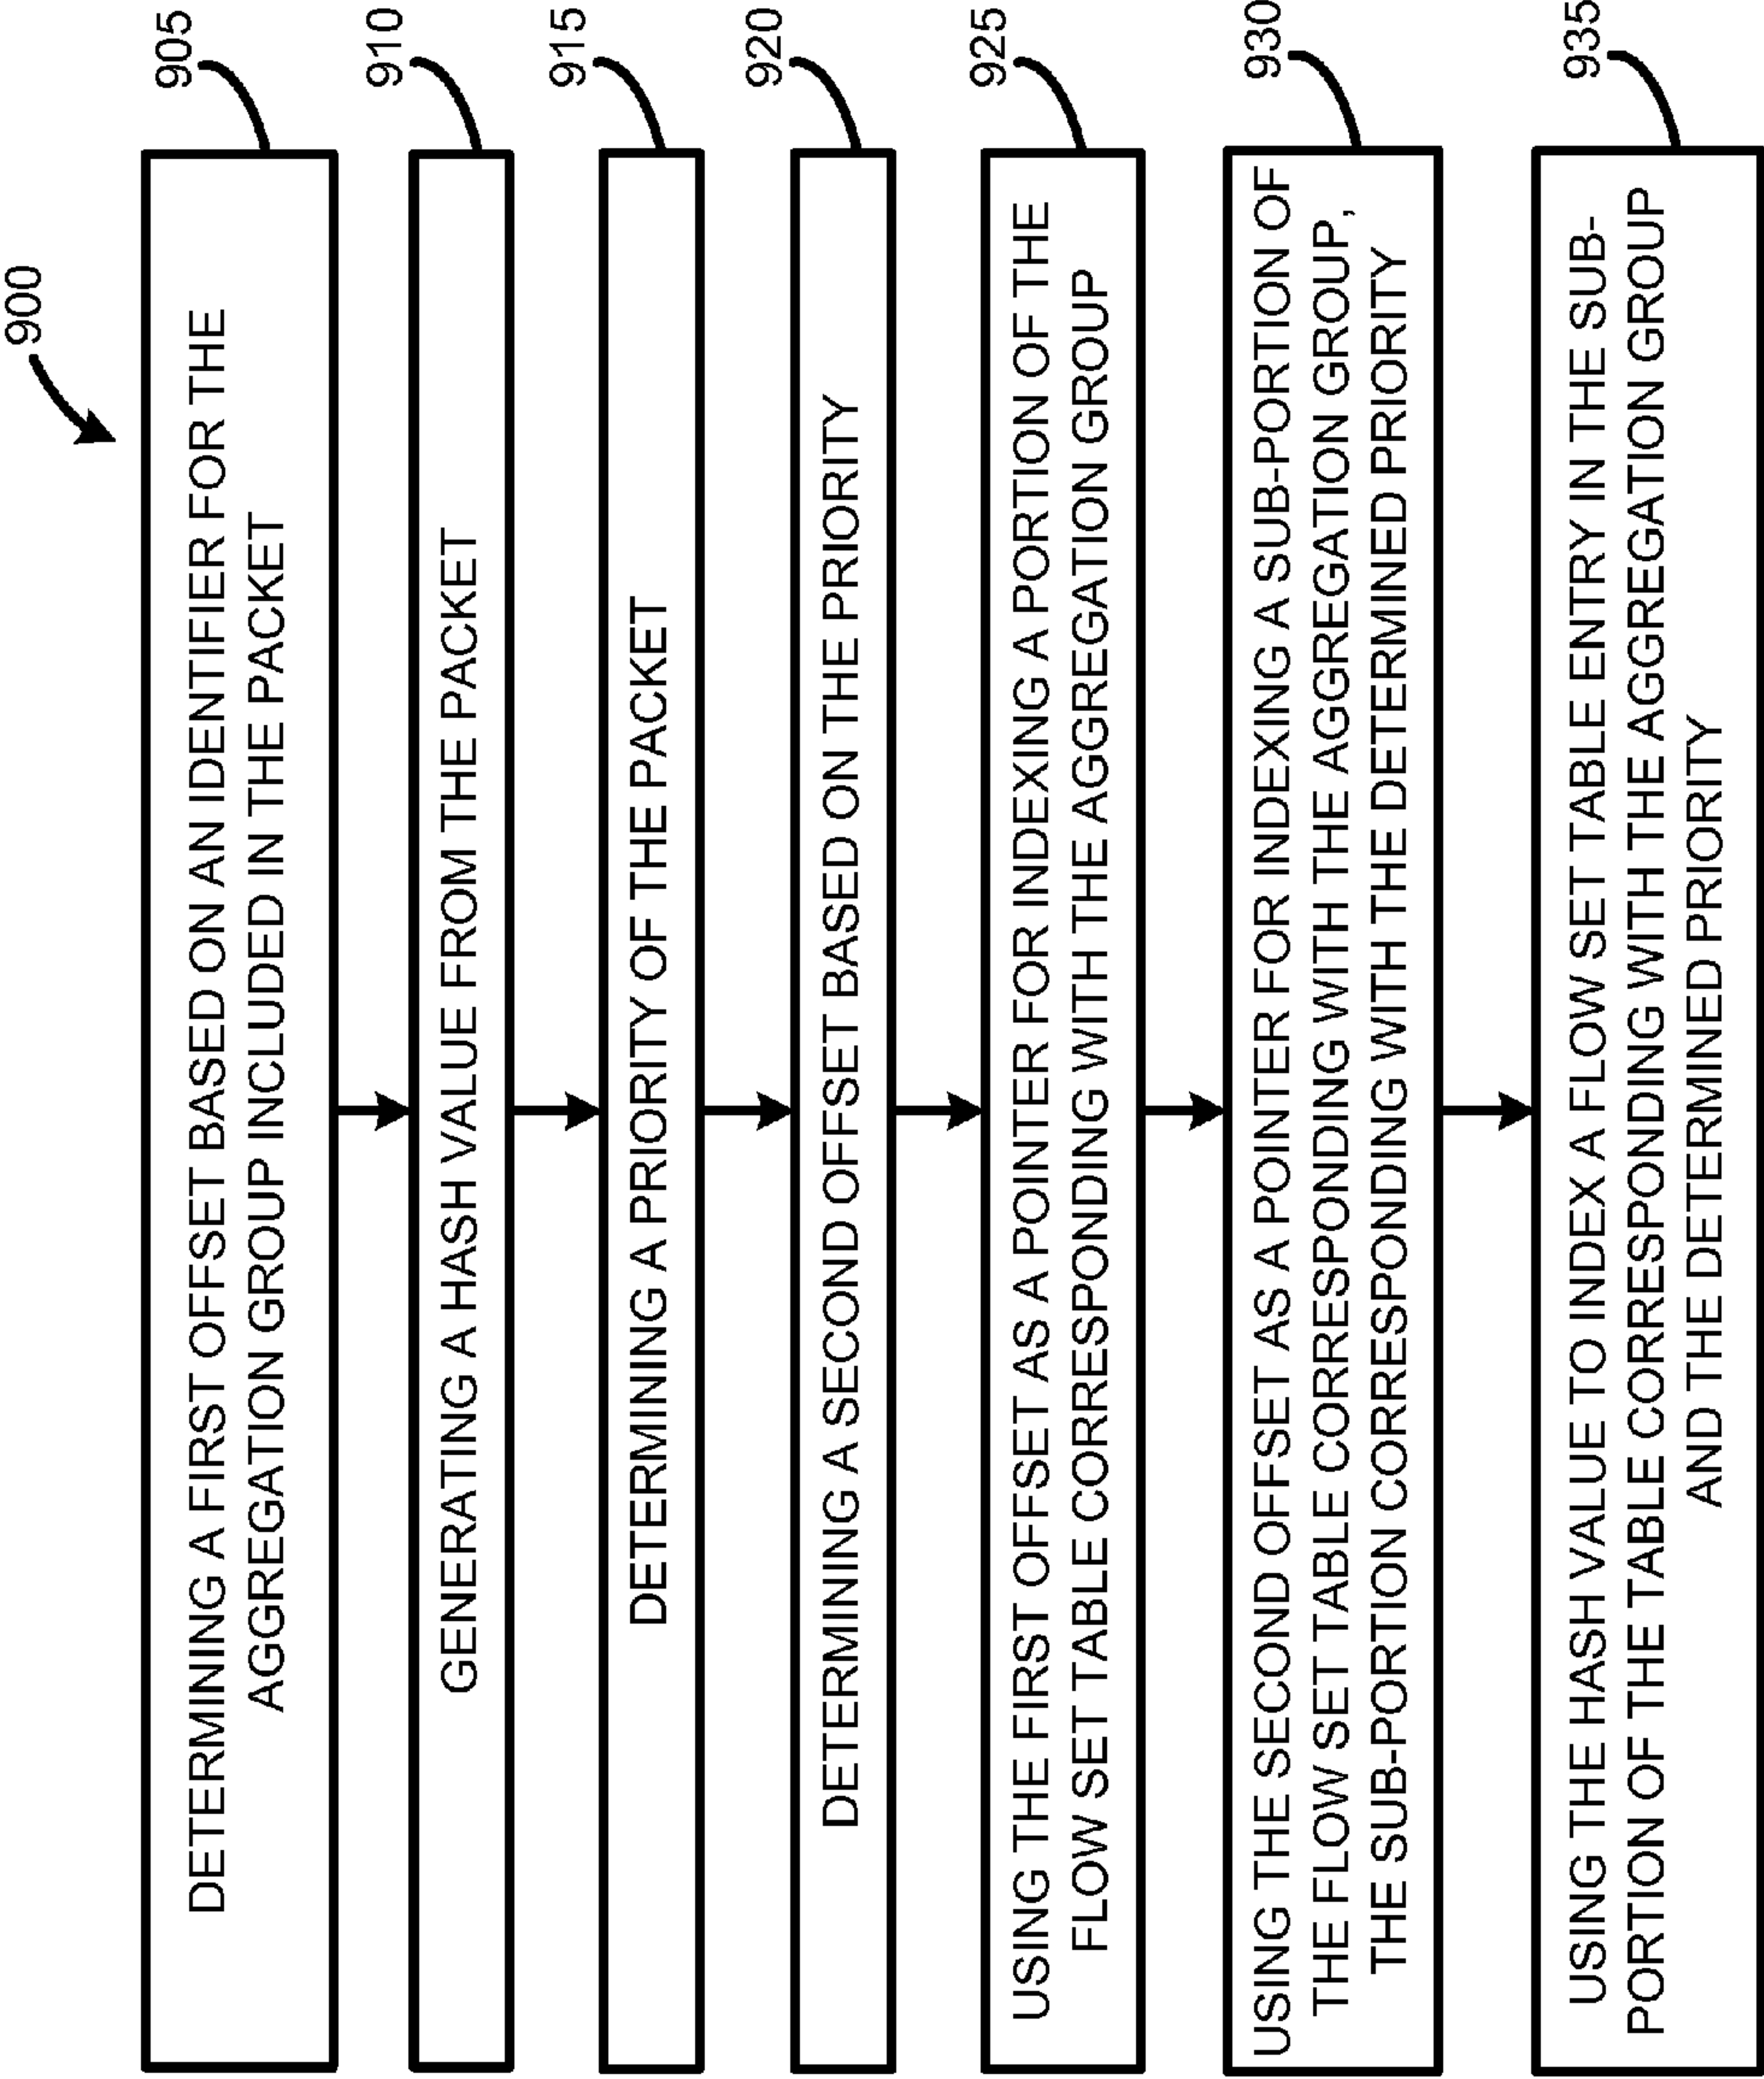 900
905
DETERMINING A FIRST OFFSET BASED ON AN IDENTIFIER FOR THE
AGGREGATION GROUP INCLUDED IN THE PACKET
910
GENERATING A HASH VALUE FROM THE PACKET
915
DETERMINING A PRIORITY OF THE PACKET
920
DETERMINING A SECOND OFFSET BASED ON THE PRIORITY
925
USING THE FIRST OFFSET AS A POINTER FOR INDEXING A PORTION OF THE
FLOW SET TABLE CORRESPONDING WITH THE AGGREGATION GROUP
930
USING THE SECOND OFFSET AS A POINTER FOR INDEXING A SUB-PORTION OF
THE FLOW SET TABLE CORRESPONDING WITH THE AGGREGATION GROUP,
THE SUB-PORTION CORRESPONDING WITH THE DETERMINED PRIORITY
935
USING THE HASH VALUE TO INDEX A FLOW SET TABLE ENTRY IN THE SUB-
PORTION OF THE TABLE CORRESPONDING WITH THE AGGREGATION GROUP
AND THE DETERMINED PRIORITY